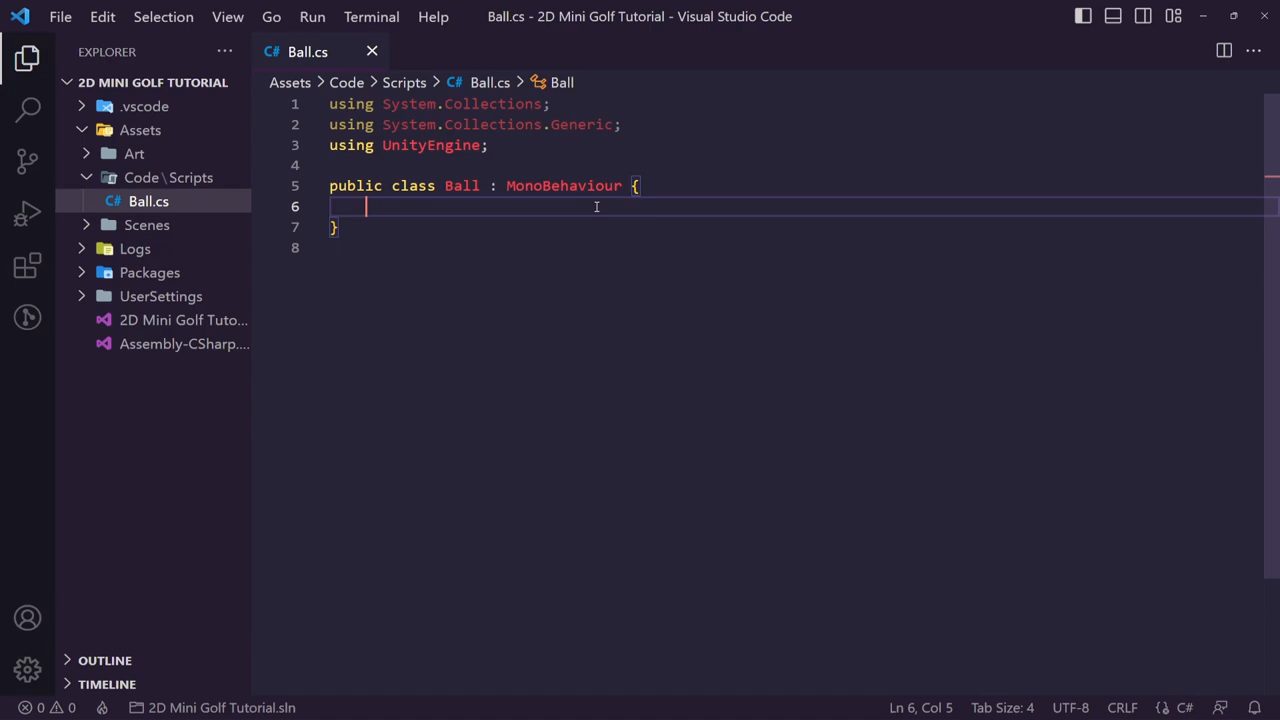 File Edit Selection View Go Run Terminal Help Ball.cs - 2D Mini Golf Tutorial - Visual Studio Code
EXPLORER ···
C# Ball.cs
2D MINI GOLF TUTORIAL
.vscode
Assets
Art
Code\Scripts
C# Ball.cs
Scenes
Logs
Packages
UserSettings
2D Mini Golf Tuto...
Assembly-CSharp....
OUTLINE
TIMELINE
Assets > Code > Scripts > C# Ball.cs > Ball
1 using System.Collections;
2 using System.Collections.Generic;
3 using UnityEngine;
4
5 public class Ball : MonoBehaviour {
6
7 }
8
0 0 2D Mini Golf Tutorial.sln Ln 6, Col 5 Tab Size: 4 UTF-8 CRLF C#